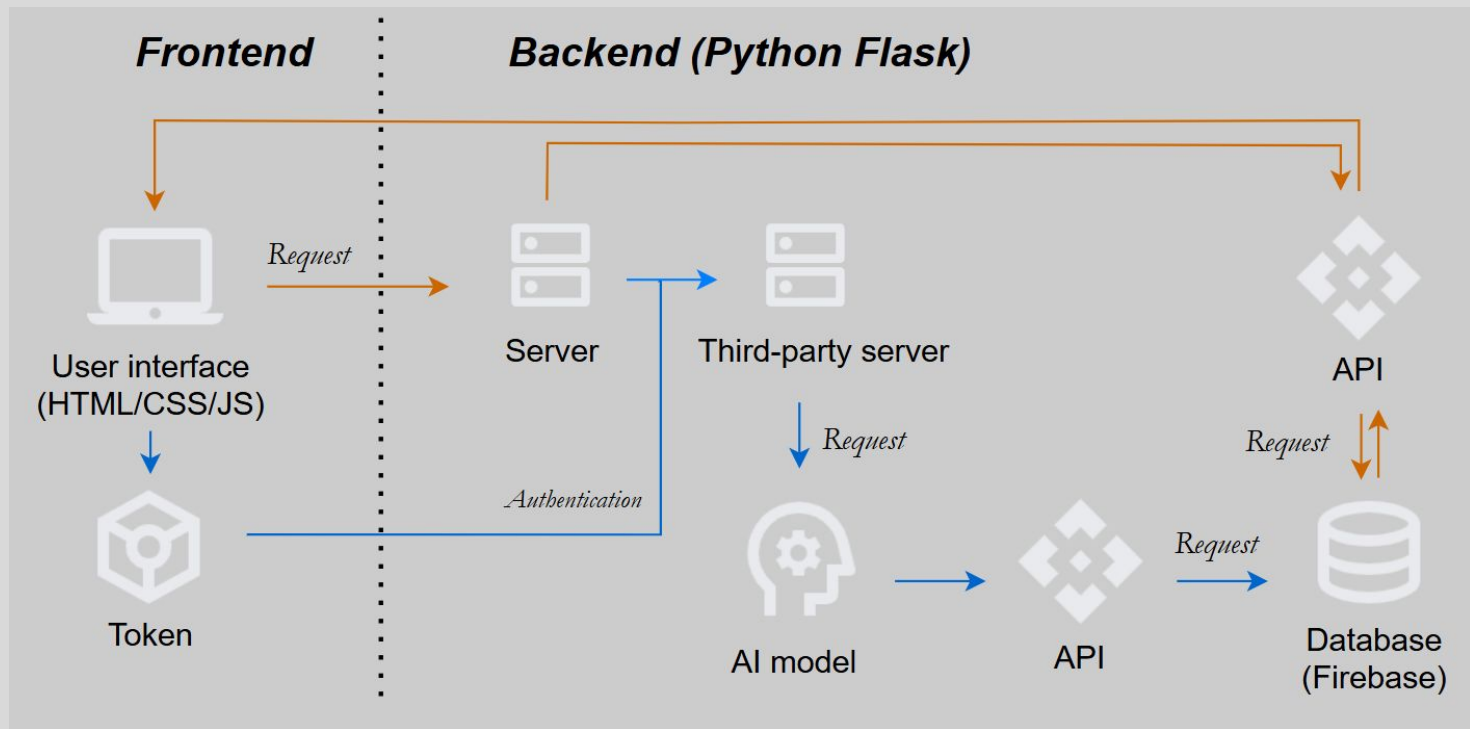 Frontend
Backend (Python Flask)
Request
User interface
(HTML/CSS/JS)
Server
Third-party server
API
Request
Request
Authentication
Request
Token
AI model
API
Database
(Firebase)